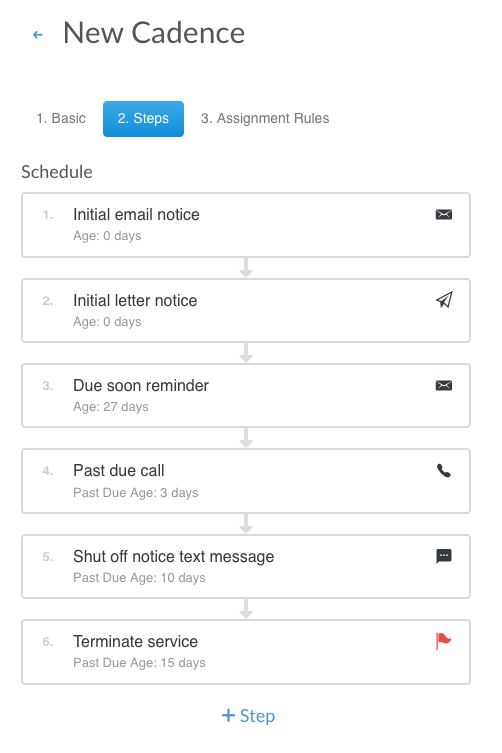 New Cadence
1. Basic
2. Steps
3. Assignment Rules
Schedule
1.
Initial email notice
Age: 0 days
2.
Initial letter notice
Age: 0 days
3.
Due soon reminder
Age: 27 days
4.
Past due call
Past Due Age: 3 days
5.
Shut off notice text message
Past Due Age: 10 days
6.
Terminate service
Past Due Age: 15 days
+ Step